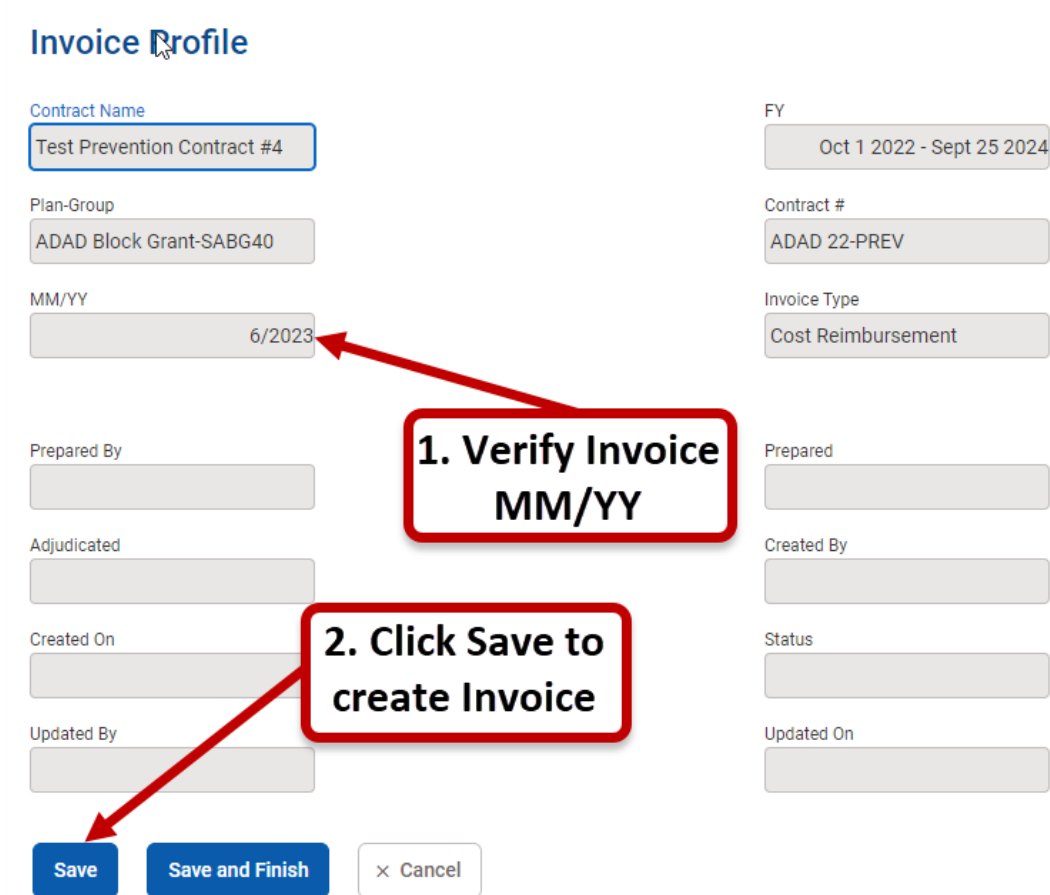 Invoice Profile
Contract Name
FY
Test Prevention Contract #4
Oct 1 2022 - Sept 25 2024
Plan-Group
Contract #
ADAD Block Grant-SABG40
ADAD 22-PREV
MM/YY
Invoice Type
6/2023
Cost Reimbursement
1. Verify Invoice
MM/YY
Prepared By
Prepared
Adjudicated
Created By
2. Click Save to
create Invoice
Created On
Status
Updated By
Updated On
Save
Save and Finish
× Cancel